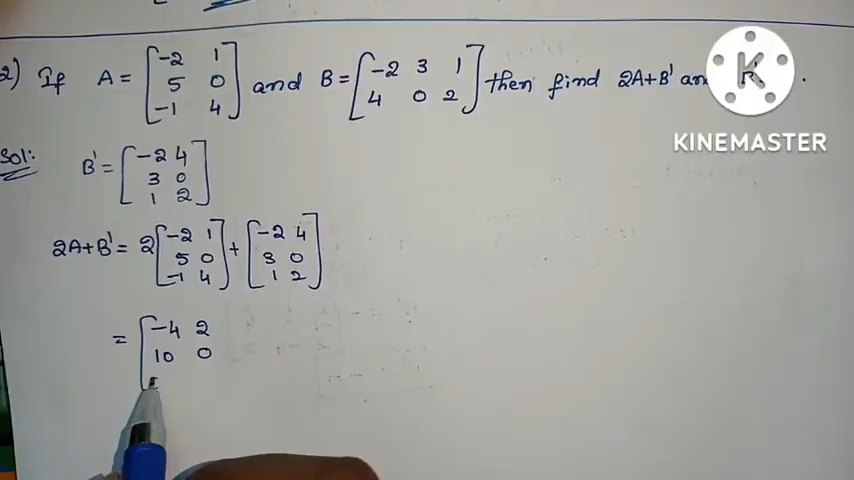 2) If A = [-2 1 5 0 -1 4] and B = [-2 3 1 4 0 2] then find 2A+B' an
K
KINEMASTER
Sol:
B' = [-2 4 3 0 1 2]
2A+B' = 2[-2 1 5 0 -1 4] + [-2 4 3 0 1 2]
= [-4 2
10 0